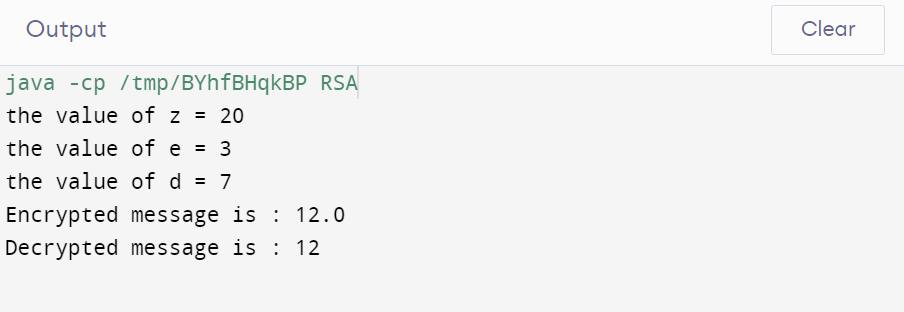 Output
Clear
java -cp /tmp/BYhfBHqkBP RSA
the value of z = 20
the value of e = 3
the value of d = 7
Encrypted message is : 12.0
Decrypted message is : 12